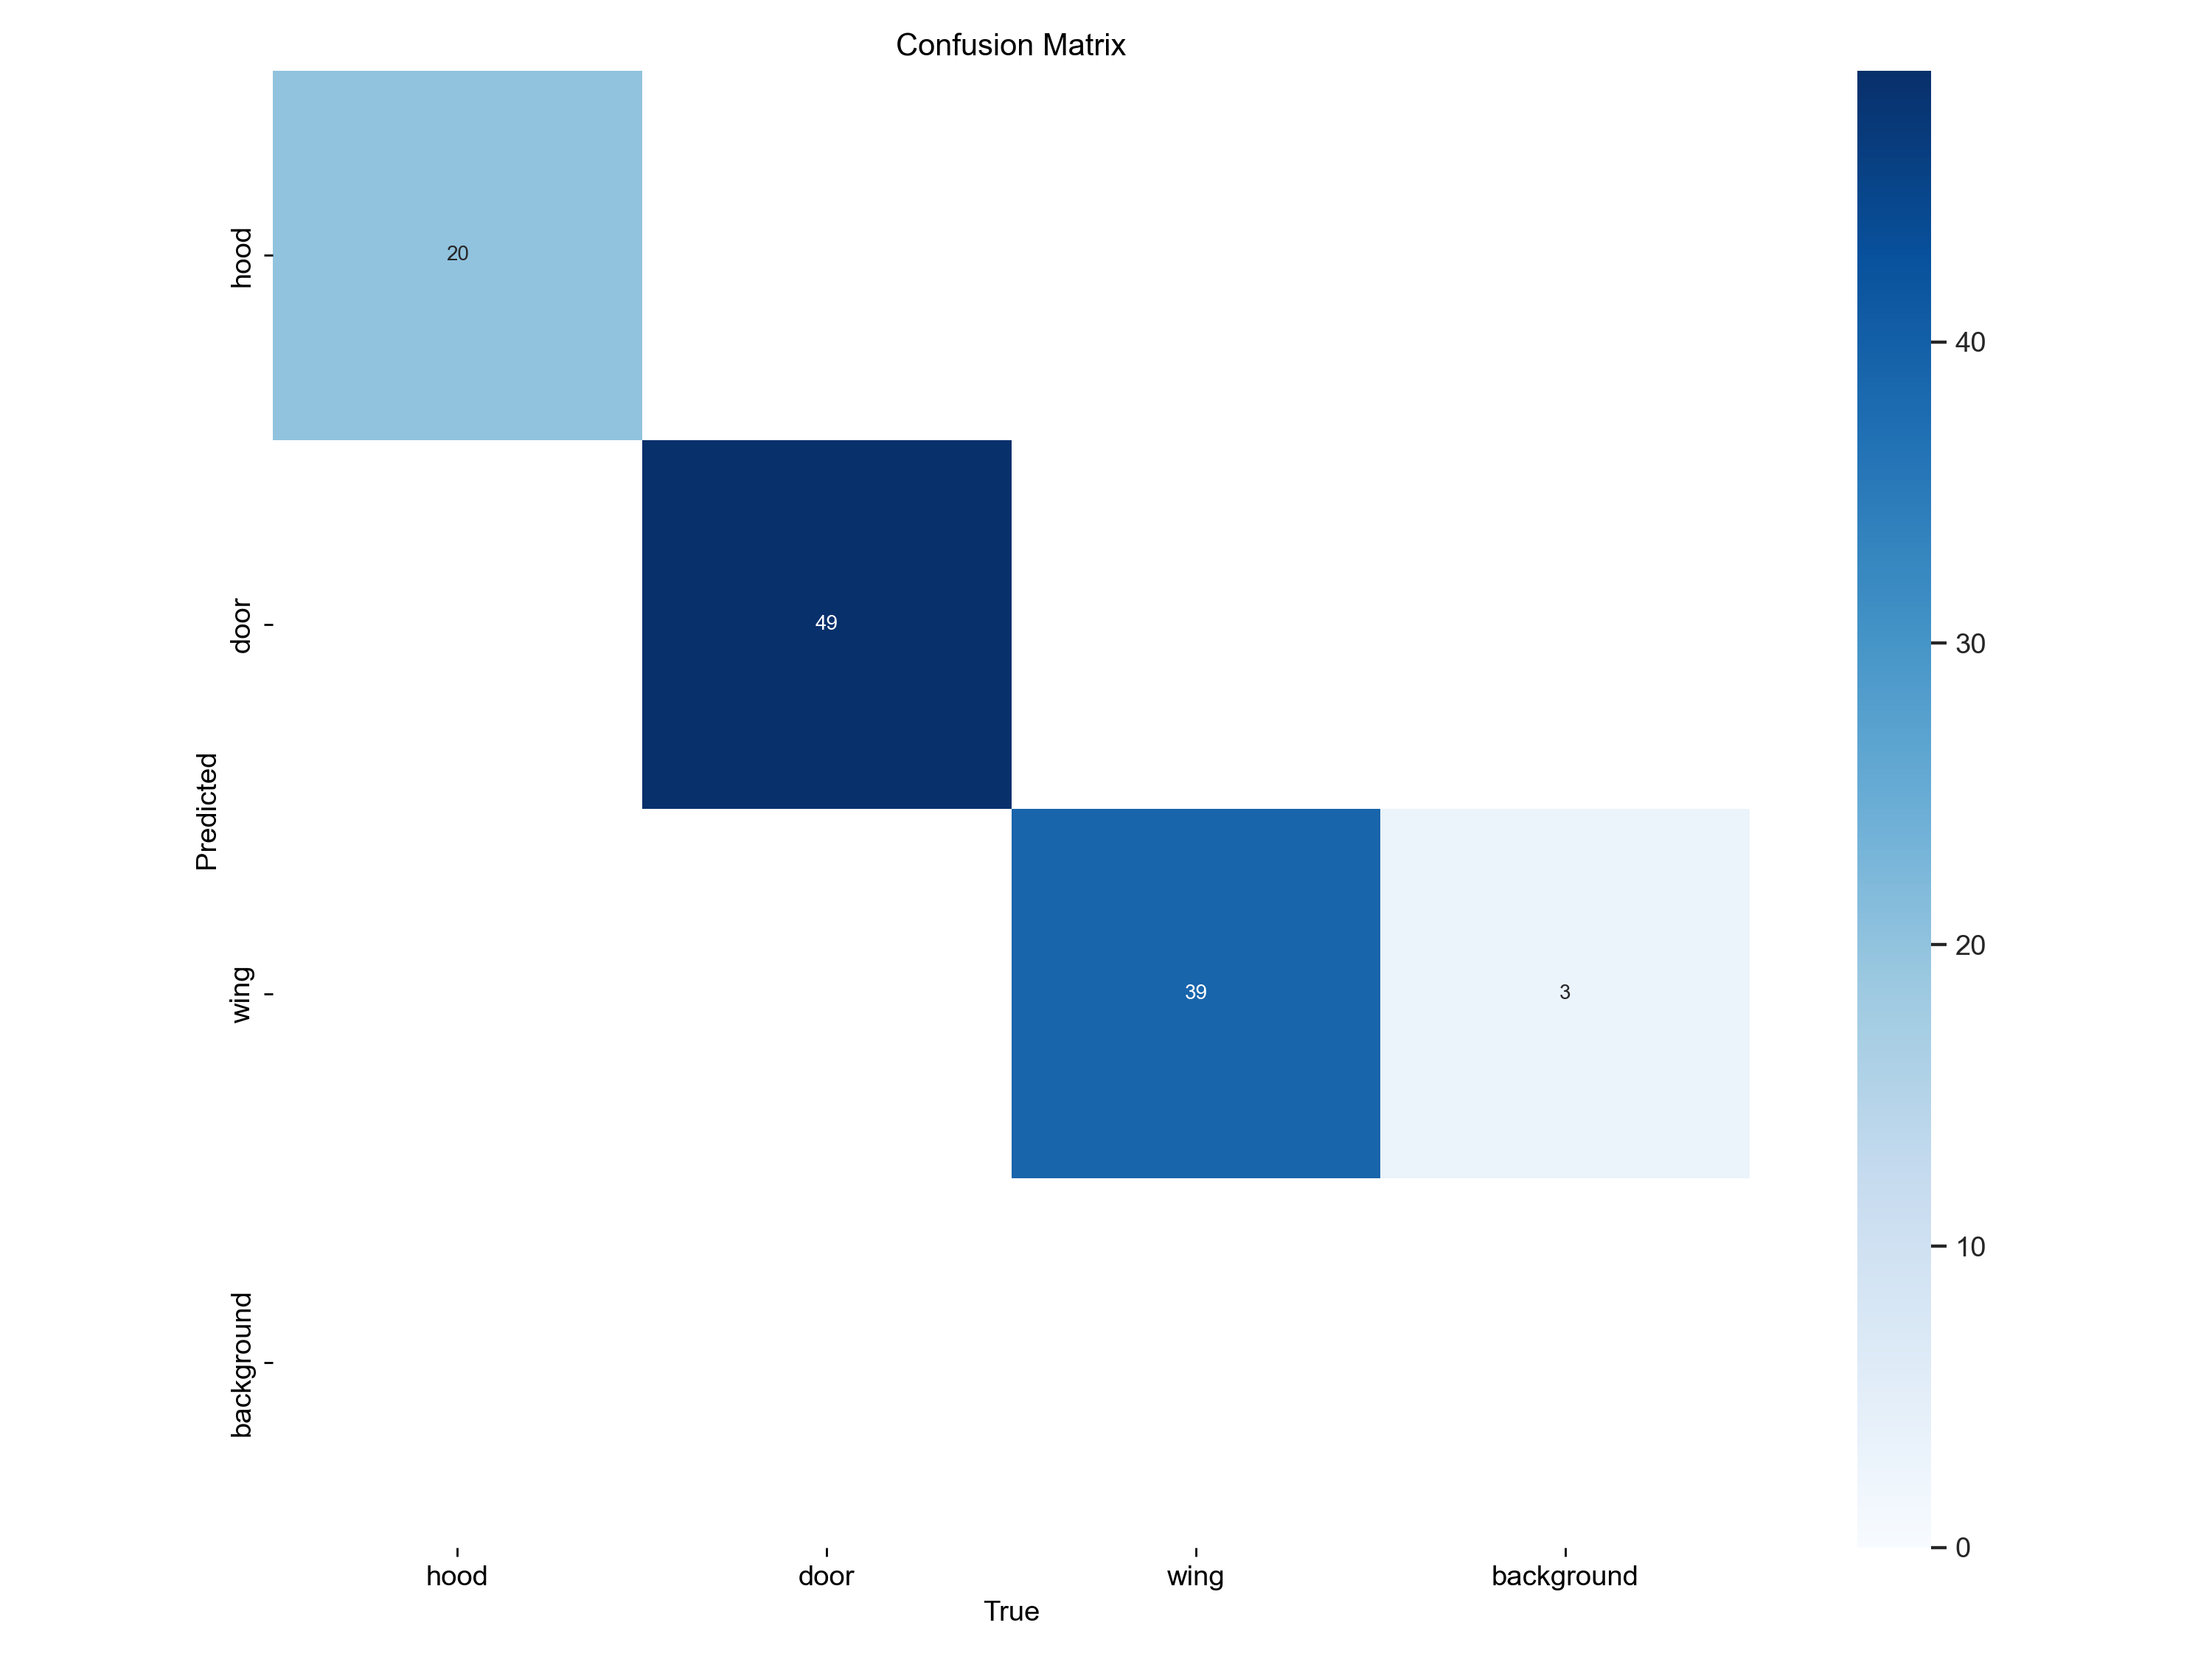 Confusion Matrix
hood
20
door
49
Predicted
wing
39
3
background
hood
door
wing
background
True
40
30
20
10
0